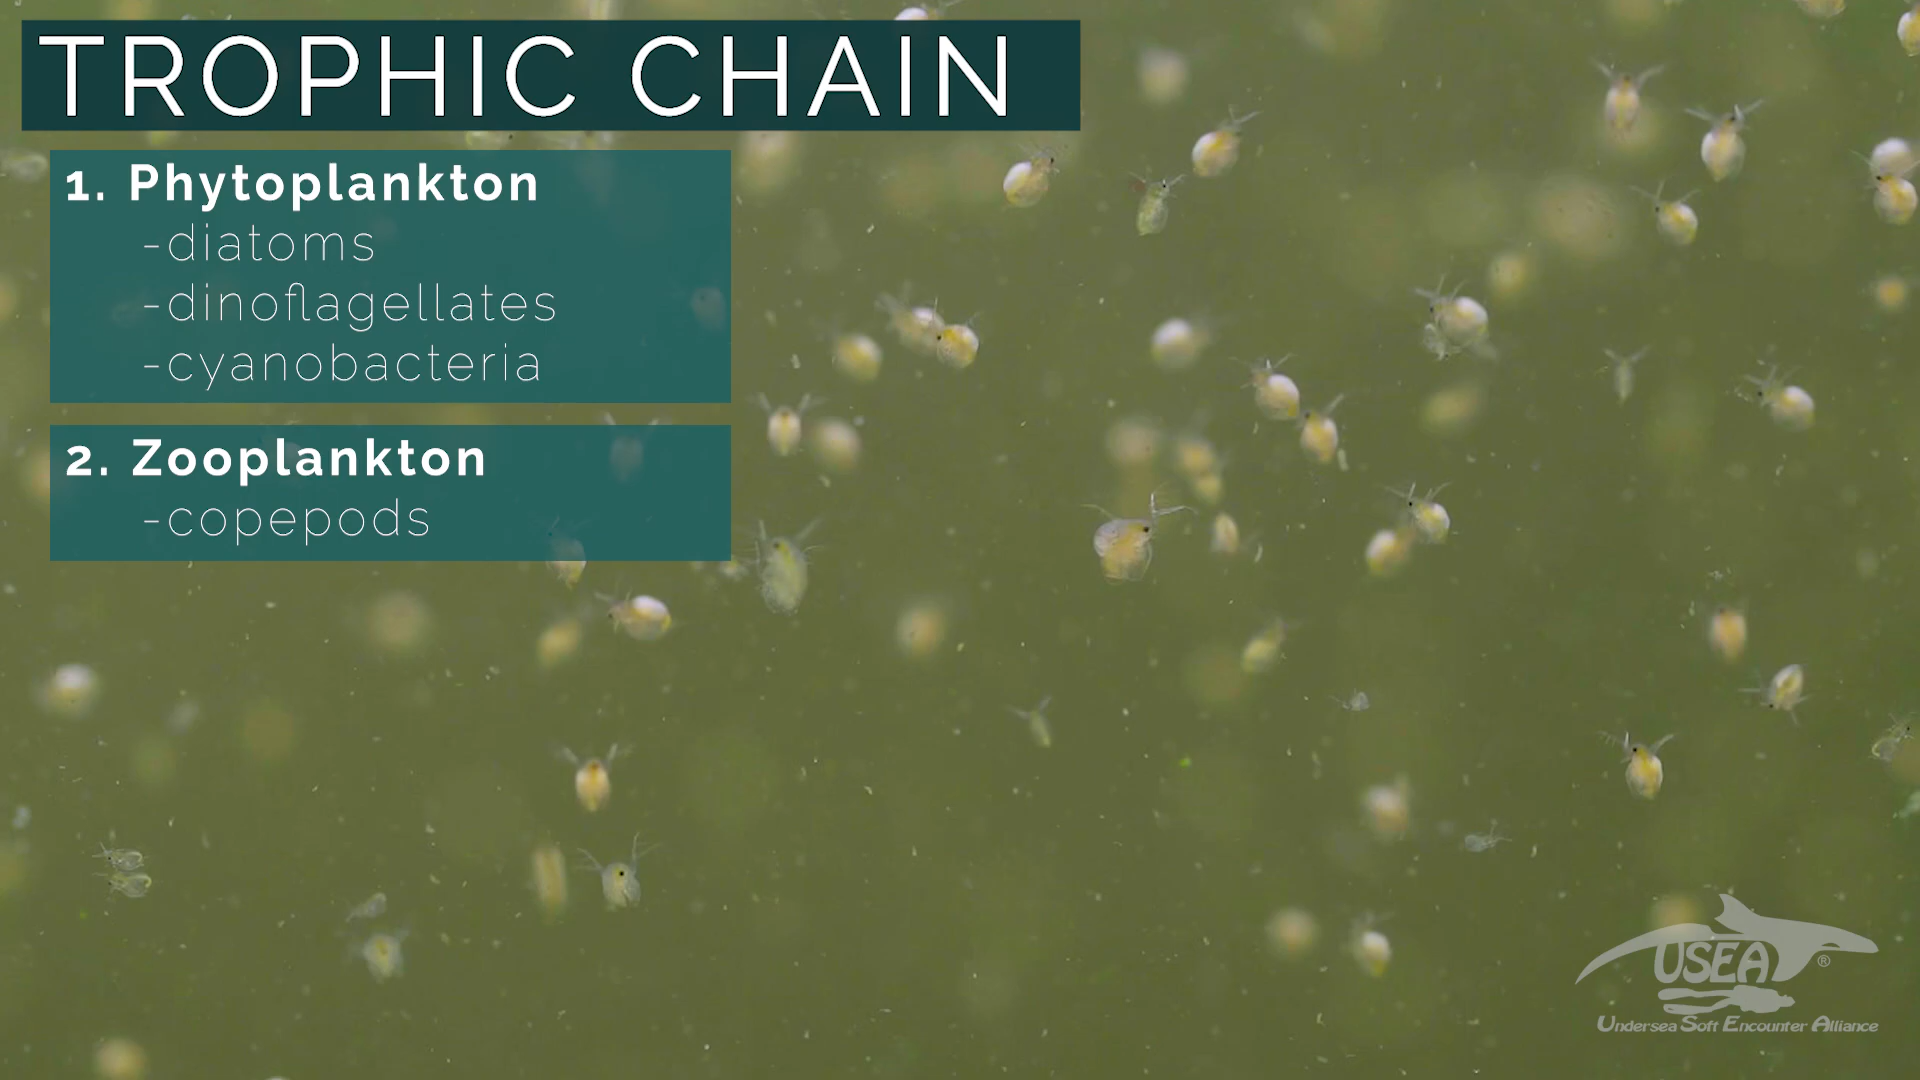 TROPHIC CHAIN
1. Phytoplankton
-diatoms
-dinoflagellates
-cyanobacteria
2. Zooplankton
-copepods
USEA ®
Undersea Soft Encounter Alliance